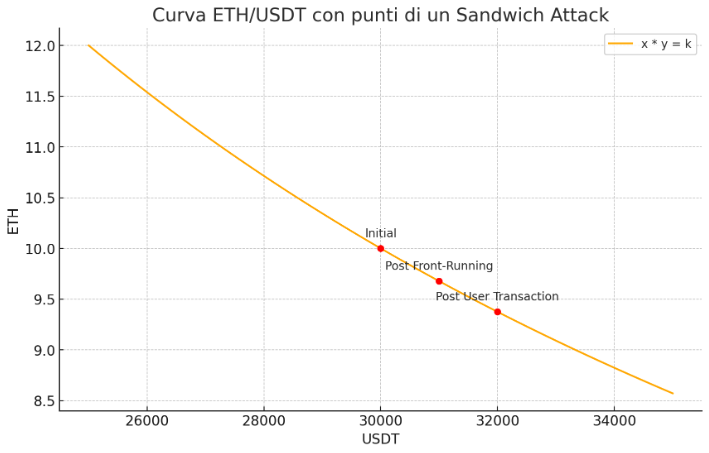 Curva ETH/USDT con punti di un Sandwich Attack
x * y = k
12.0
11.5
11.0
10.5
10.0
9.5
9.0
8.5
ETH
Initial
Post Front-Running
Post User Transaction
26000
28000
30000
32000
34000
USDT